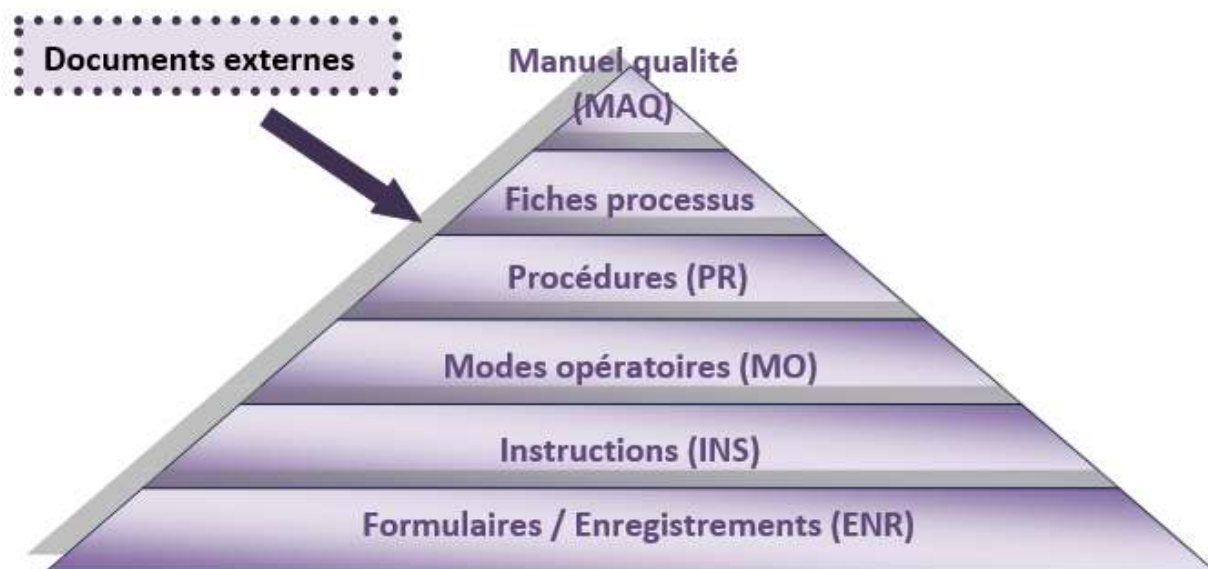 Documents externes
Manuel qualité
(MAQ)
Fiches processus
Procédures (PR)
Modes opératoires (MO)
Instructions (INS)
Formulaires / Enregistrements (ENR)